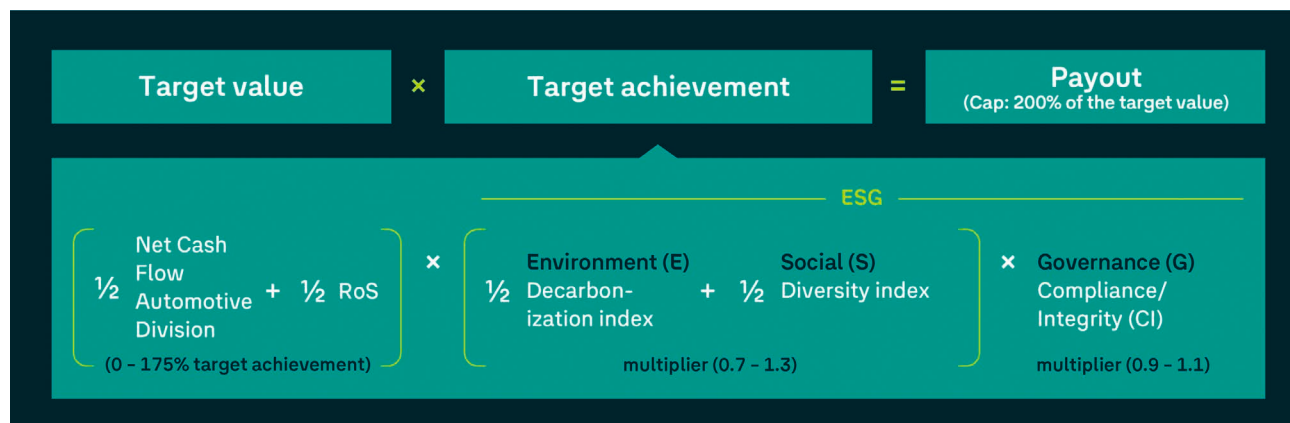 Target value × Target achievement = Payout
(Cap: 200% of the target value)
ESG
½ Net Cash
Flow
Automotive
Division
+ ½ RoS
(0 – 175% target achievement)
×
½ Environment (E)
Decarbon-
ization index
+ ½ Social (S)
Diversity index
multiplier (0.7 – 1.3)
× Governance (G)
Compliance/
Integrity (CI)
multiplier (0.9 – 1.1)